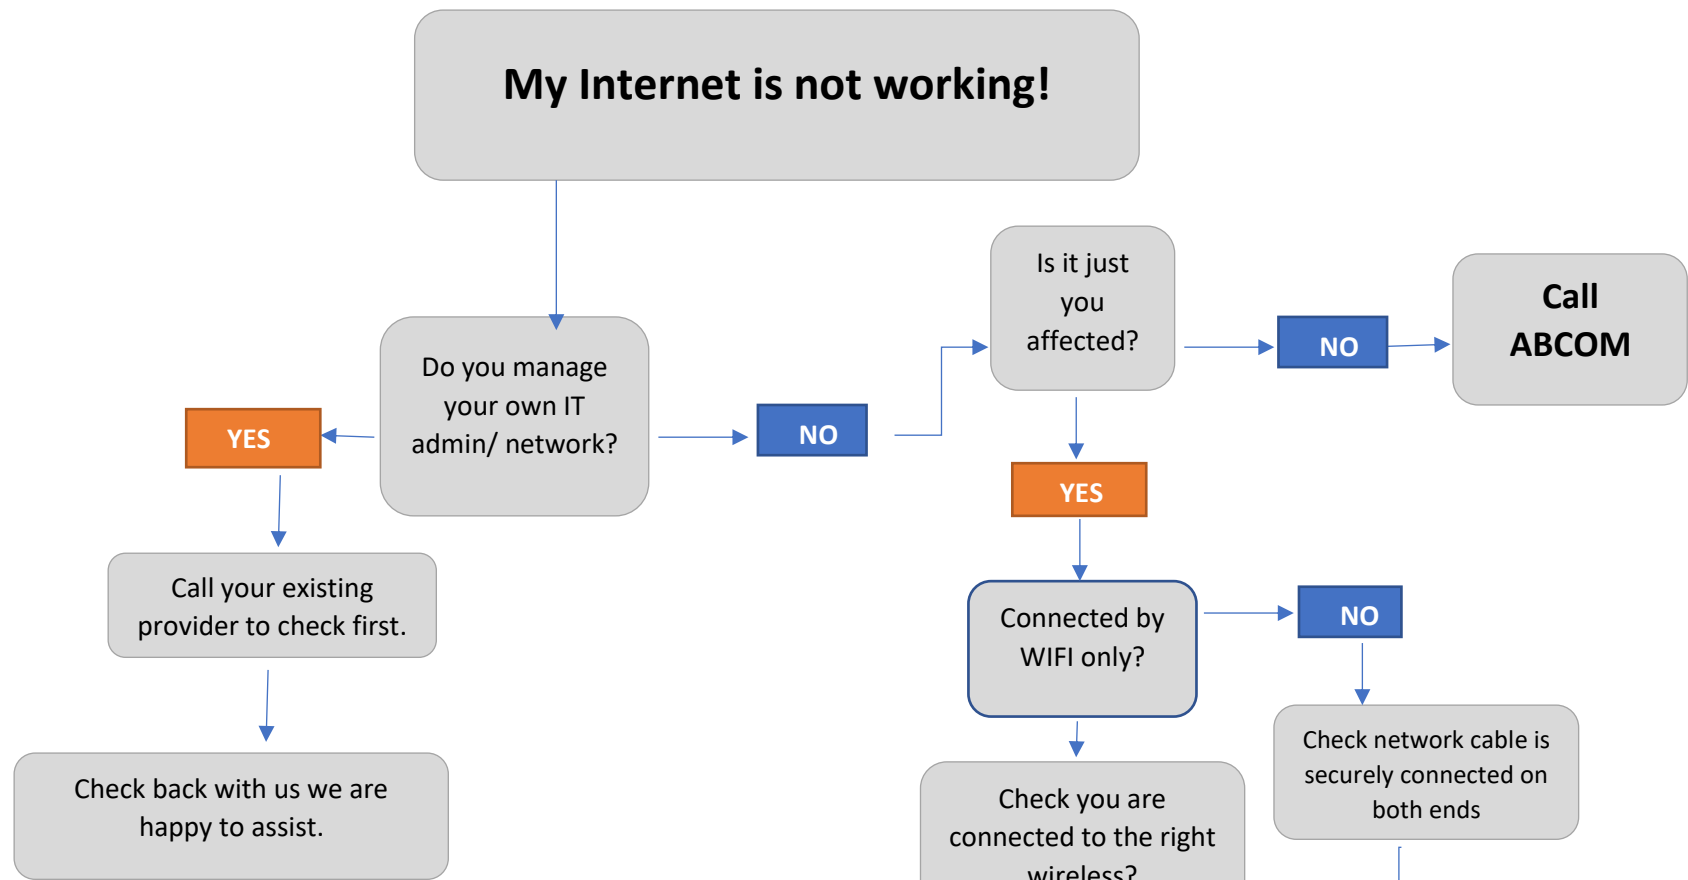 My Internet is not working!
Is it just
you
affected?
NO
Call
ABCOM
Do you manage
your own IT
admin/ network?
YES
NO
YES
Call your existing
provider to check first.
Connected by
WIFI only?
NO
Check back with us we are
happy to assist.
Check you are
connected to the right
wireless?
Check network cable is
securely connected on
both ends